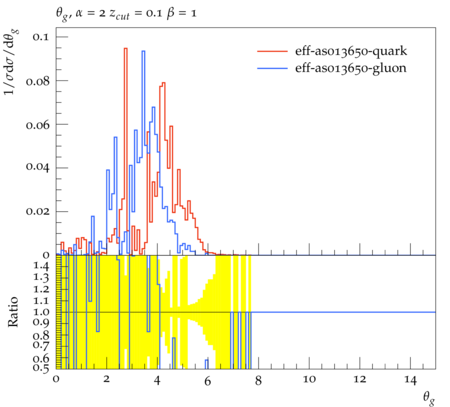 θg, α = 2 zcut = 0.1 β = 1
1/σdσ/dθg
0.1
0.08
0.06
0.04
0.02
0
eff-as013650-quark
eff-as013650-gluon
Ratio
1.4
1.3
1.2
1.1
1.0
0.9
0.8
0.7
0.6
0.5
0 2 4 6 8 10 12 14
θg